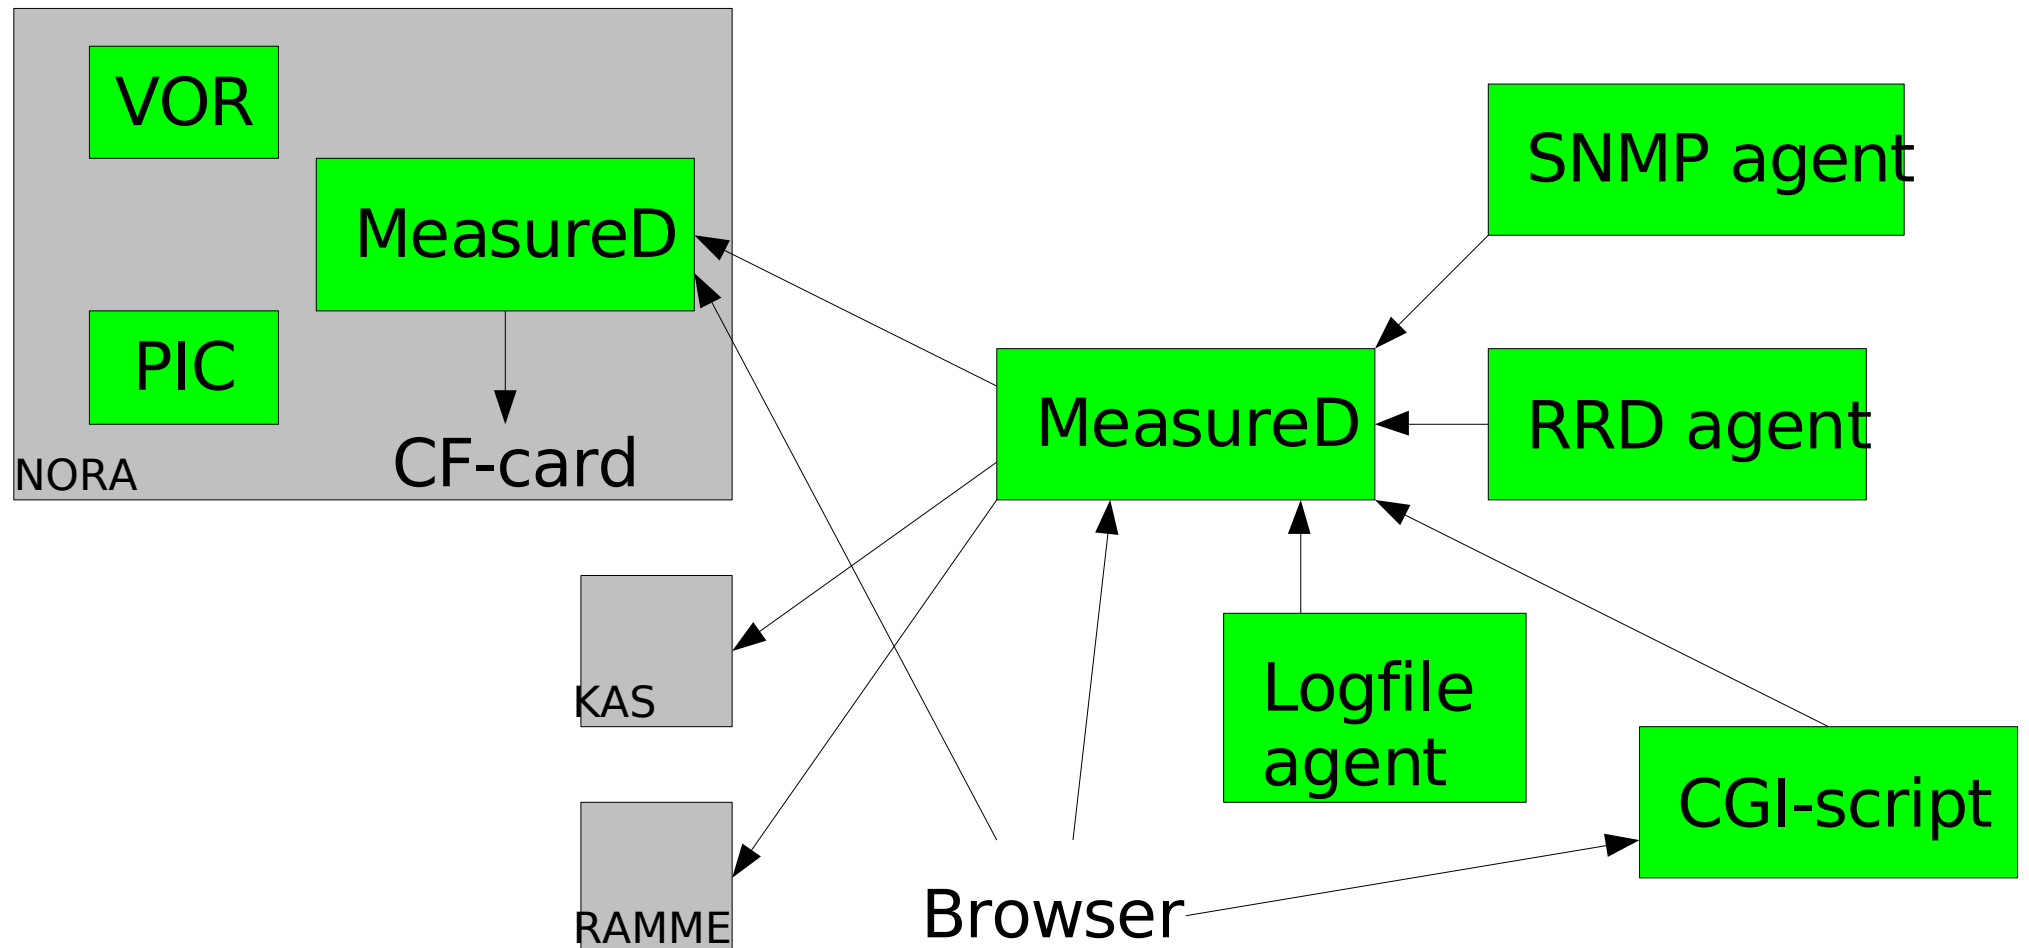 VOR
MeasureD
PIC
CF-card
NORA
SNMP agent
MeasureD
RRD agent
KAS
RAMME
Logfile
agent
CGI-script
Browser